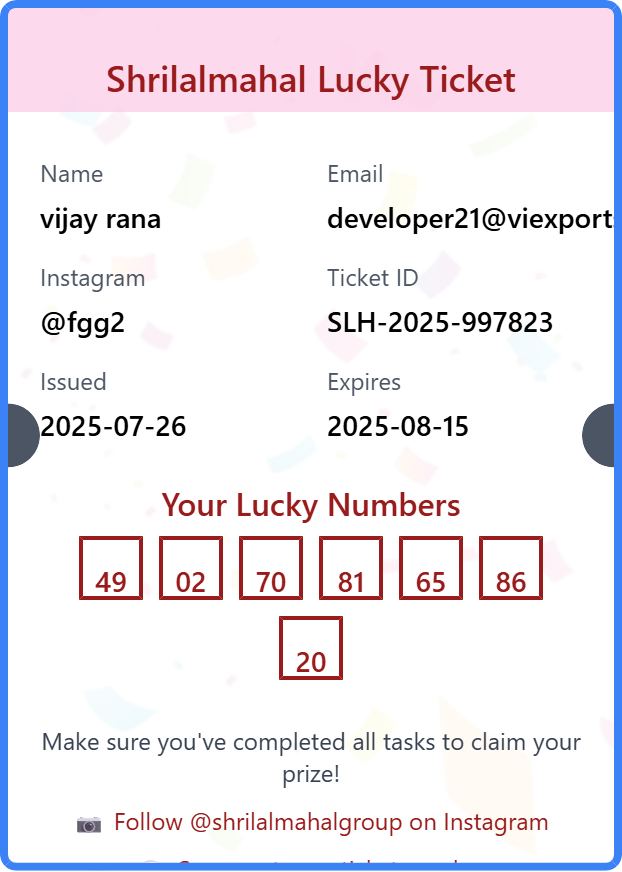 Shrilalmahal Lucky Ticket
Name
Email
vijay rana
developer21@viexport
Instagram
Ticket ID
@fgg2
SLH-2025-997823
Issued
Expires
2025-07-26
2025-08-15
Your Lucky Numbers
49 02 70 81 65 86
20
Make sure you've completed all tasks to claim your
prize!
Follow @shrilalmahalgroup on Instagram